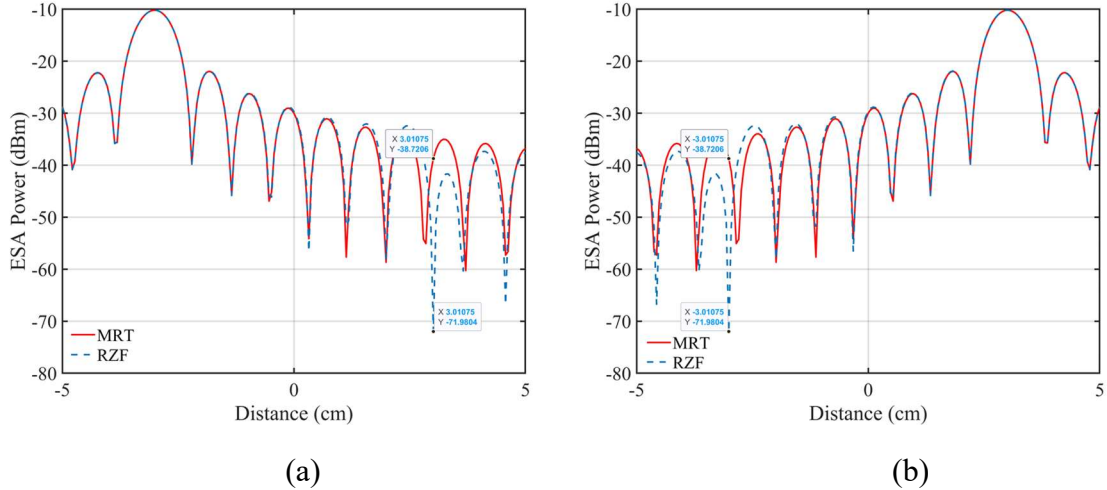 -10
-20
-30
-40
-50
-60
-70
-80
ESA Power (dBm)
X 3.01075
Y -38.7206
X 3.01075
Y -71.9804
MRT
RZF
-5
0
5
Distance (cm)
(a)
-10
-20
-30
-40
-50
-60
-70
-80
ESA Power (dBm)
X -3.01075
Y -38.7206
X -3.01075
Y -71.9804
MRT
RZF
-5
0
5
Distance (cm)
(b)